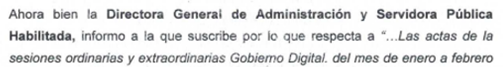 Ahora bien la Directora General de Administración y Servidora Pública
Habilitada, informo a la que suscribe por lo que respecta a "...Las actas de la
sesiones ordinarias y extraordinarias Gobierno Digital. del mes de enero a febrero